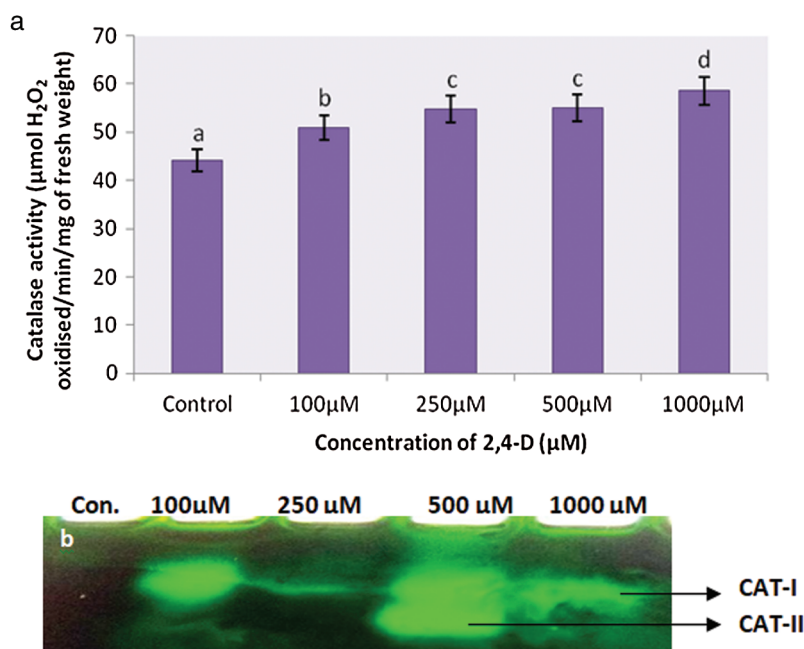 a
Catalase activity (µmol H₂O₂
oxidised/min/mg of fresh weight)
70
60
50
40
30
20
10
0
a
b
c
c
d
Control 100µM 250µM 500µM 1000µM
Concentration of 2,4-D (µM)
Con. 100uM 250 uM 500 uM 1000 uM
b
CAT-I
CAT-II